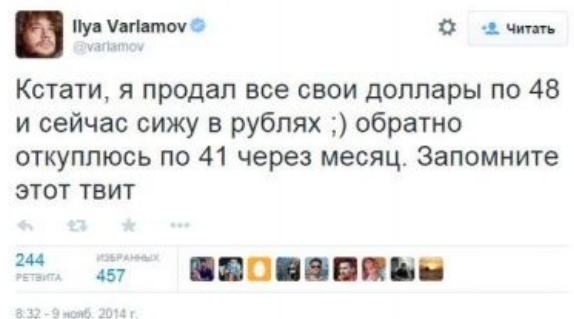 Ilya Varlamov
@varlamov
Читать
Кстати, я продал все свои доллары по 48
и сейчас сижу в рублях ;) обратно
откуплюсь по 41 через месяц. Запомните
этот твит
244
РЕТВИТА
ИЗБРАННЫХ
457
8:32 - 9 нояб. 2014 г.